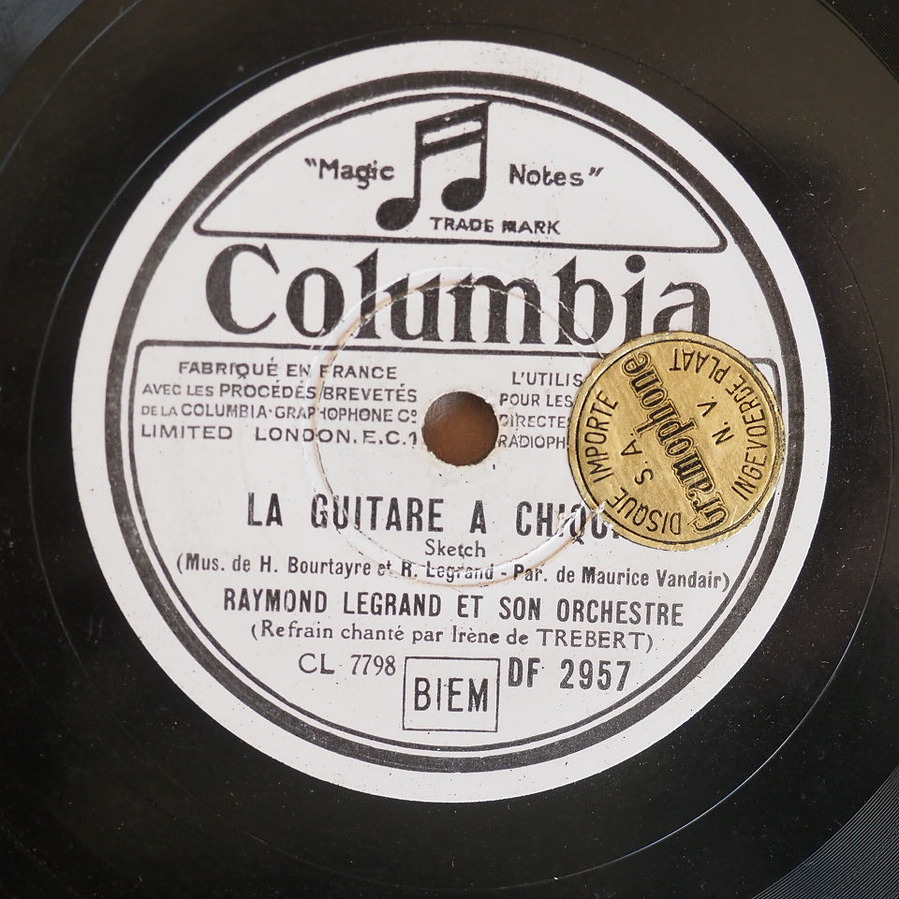 "Magic Notes"
TRADE MARK
Columbia
FABRIQUÉ EN FRANCE
AVEC LES PROCÉDÉS BREVETÉS
DE LA COLUMBIA-GRAPHOPHONE Cº
LIMITED LONDON.E.C.1
L'UTILIS
POUR LES
DIRECTE
RADIOPH
DISQUE IMPORTE
S. A.
Gramophone
N. V.
INGEVOERDE PLAAT
LA GUITARE A CHIQU
Sketch
(Mus. de H. Bourtayre et R. Legrand - Par. de Maurice Vandair)
RAYMOND LEGRAND ET SON ORCHESTRE
(Refrain chanté par Irène de TREBERT)
CL 7798 BIEM DF 2957